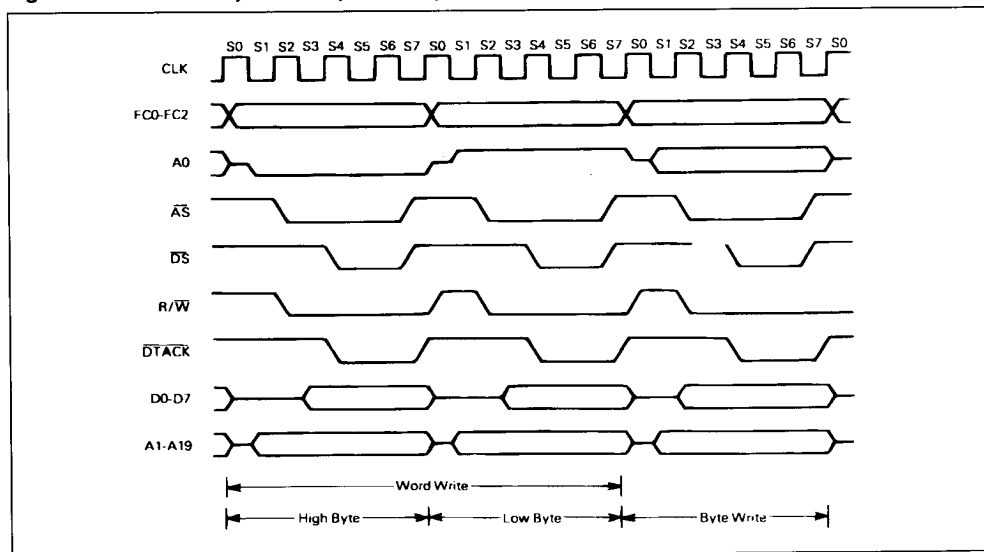 S0 S1 S2 S3 S4 S5 S6 S7 S0 S1 S2 S3 S4 S5 S6 S7 S0 S1 S2 S3 S4 S5 S6 S7 S0
CLK
FC0-FC2
A0
AS
DS
R/W
DTACK
D0-D7
A1-A19
Word Write
High Byte Low Byte Byte Write